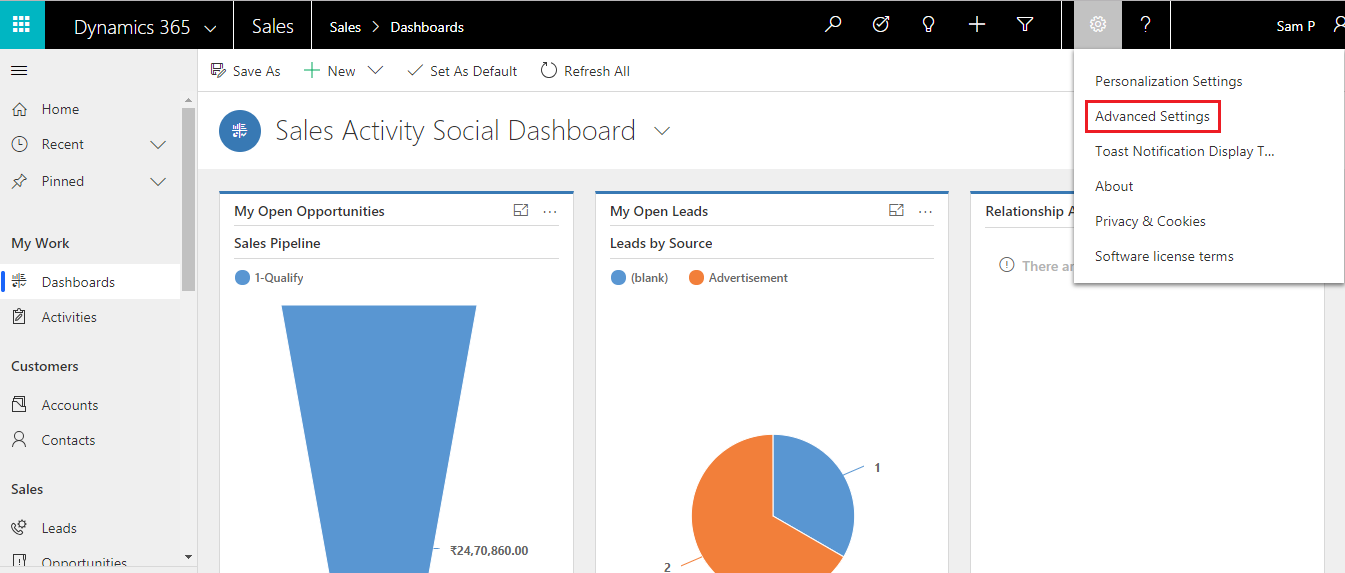 Dynamics 365 Sales Sales > Dashboards ? Sam P
Save As New Set As Default Refresh All
Home
Recent
Pinned
My Work
Dashboards
Activities
Customers
Accounts
Contacts
Sales
Leads
Opportunities
Sales Activity Social Dashboard
My Open Opportunities ...
Sales Pipeline
1-Qualify
₹24,70,860.00
My Open Leads ...
Leads by Source
(blank) Advertisement
1
2
Relationship
There
Personalization Settings
Advanced Settings
Toast Notification Display T...
About
Privacy & Cookies
Software license terms